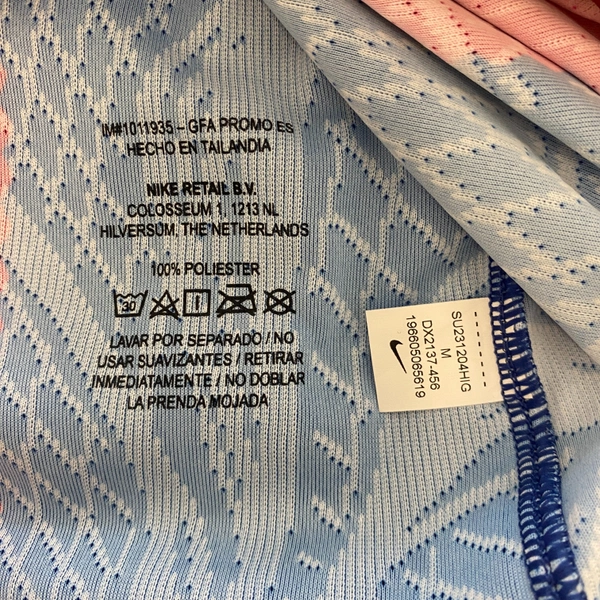 IM#1011935 – GFA PROMO ES
HECHO EN TAILANDIA
NIKE RETAIL B.V.
COLOSSEUM 1, 1213 NL
HILVERSUM, THE NETHERLANDS
100% POLIESTER
30
LAVAR POR SEPARADO / NO
USAR SUAVIZANTES / RETIRAR
INMEDIATAMENTE / NO DOBLAR
LA PRENDA MOJADA
SU231204HIG
M
DX2137-456
196605065619